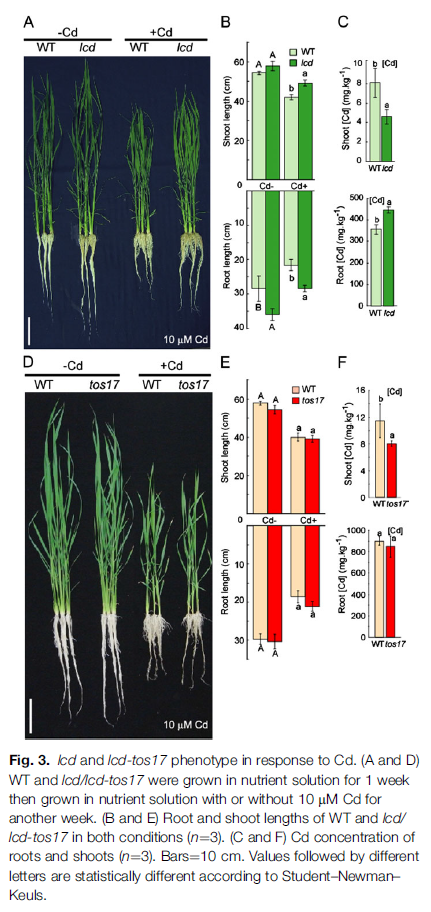 A
-Cd
+Cd
WT lcd
WT lcd
10 μM Cd
B
WT
lcd
Shoot length (cm)
60
40
20
0
A
A
b
a
Cd-
Cd+
Root length (cm)
10
20
30
40
B
A
b
a
C
[Cd]
Shoot [Cd] (mg.kg-1)
10
8
6
4
2
0
b
a
WT lcd
[Cd]
Root [Cd] (mg.kg-1)
500
400
300
200
100
0
b
a
WT lcd
D
-Cd
+Cd
WT tos17
WT tos17
10 μM Cd
E
WT
tos17
Shoot length (cm)
60
40
20
0
A
A
a
a
Cd-
Cd+
Root length (cm)
10
20
30
A
A
a
a
F
[Cd]
Shoot [Cd] (mg.kg-1)
15
12
8
4
0
b
a
WT tos17
[Cd]
Root [Cd] (mg.kg-1)
1000
800
600
400
200
0
a
a
WT tos17
Fig. 3. lcd and lcd-tos17 phenotype in response to Cd. (A and D)
WT and lcd/lcd-tos17 were grown in nutrient solution for 1 week
then grown in nutrient solution with or without 10 μM Cd for
another week. (B and E) Root and shoot lengths of WT and lcd/
lcd-tos17 in both conditions (n=3). (C and F) Cd concentration of
roots and shoots (n=3). Bars=10 cm. Values followed by different
letters are statistically different according to Student–Newman–
Keuls.